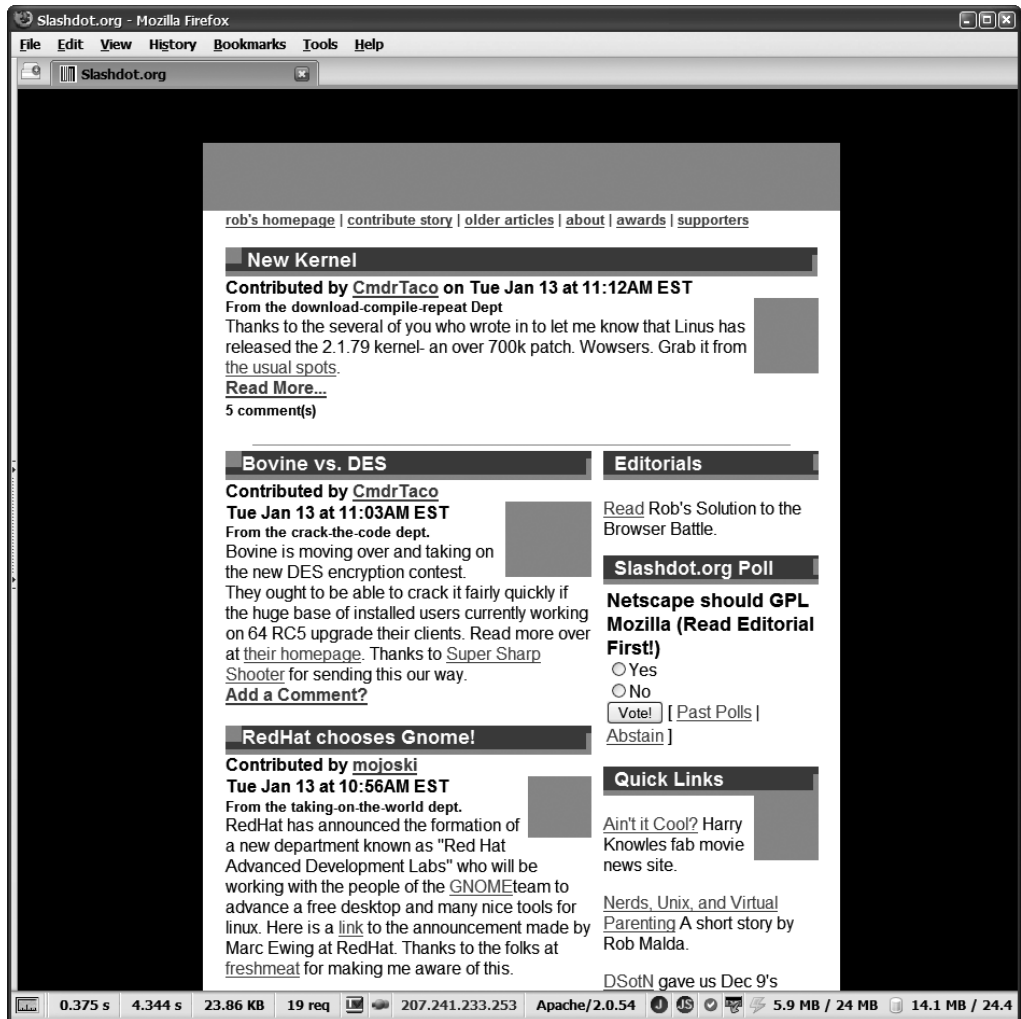 Slashdot.org - Mozilla Firefox
File Edit View History Bookmarks Tools Help
Slashdot.org
rob's homepage | contribute story | older articles | about | awards | supporters
New Kernel
Contributed by CmdrTaco on Tue Jan 13 at 11:12AM EST
From the download-compile-repeat Dept
Thanks to the several of you who wrote in to let me know that Linus has
released the 2.1.79 kernel- an over 700k patch. Wowsers. Grab it from
the usual spots.
Read More...
5 comment(s)
Bovine vs. DES
Contributed by CmdrTaco
Tue Jan 13 at 11:03AM EST
From the crack-the-code dept.
Bovine is moving over and taking on
the new DES encryption contest.
They ought to be able to crack it fairly quickly if
the huge base of installed users currently working
on 64 RC5 upgrade their clients. Read more over
at their homepage. Thanks to Super Sharp
Shooter for sending this our way.
Add a Comment?
RedHat chooses Gnome!
Contributed by mojoski
Tue Jan 13 at 10:56AM EST
From the taking-on-the-world dept.
RedHat has announced the formation of
a new department known as "Red Hat
Advanced Development Labs" who will be
working with the people of the GNOMEteam to
advance a free desktop and many nice tools for
linux. Here is a link to the announcement made by
Marc Ewing at RedHat. Thanks to the folks at
freshmeat for making me aware of this.
Editorials
Read Rob's Solution to the
Browser Battle.
Slashdot.org Poll
Netscape should GPL
Mozilla (Read Editorial
First!)
Yes
No
Vote! [ Past Polls |
Abstain ]
Quick Links
Ain't it Cool? Harry
Knowles fab movie
news site.
Nerds, Unix, and Virtual
Parenting A short story by
Rob Malda.
DSotN gave us Dec 9's
0.375 s 4.344 s 23.86 KB 19 req 207.241.233.253 Apache/2.0.54 J JS 5.9 MB / 24 MB 14.1 MB / 24.4